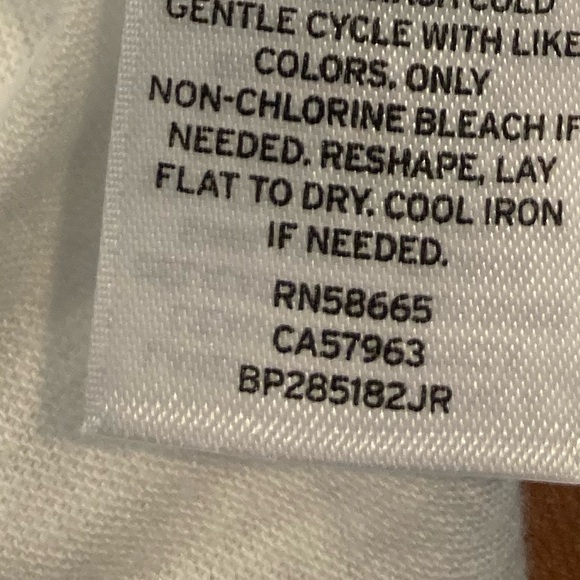 COLD
GENTLE CYCLE WITH LIKE
COLORS. ONLY
NON-CHLORINE BLEACH IF
NEEDED. RESHAPE, LAY
FLAT TO DRY. COOL IRON
IF NEEDED.
RN58665
CA57963
BP285182JR